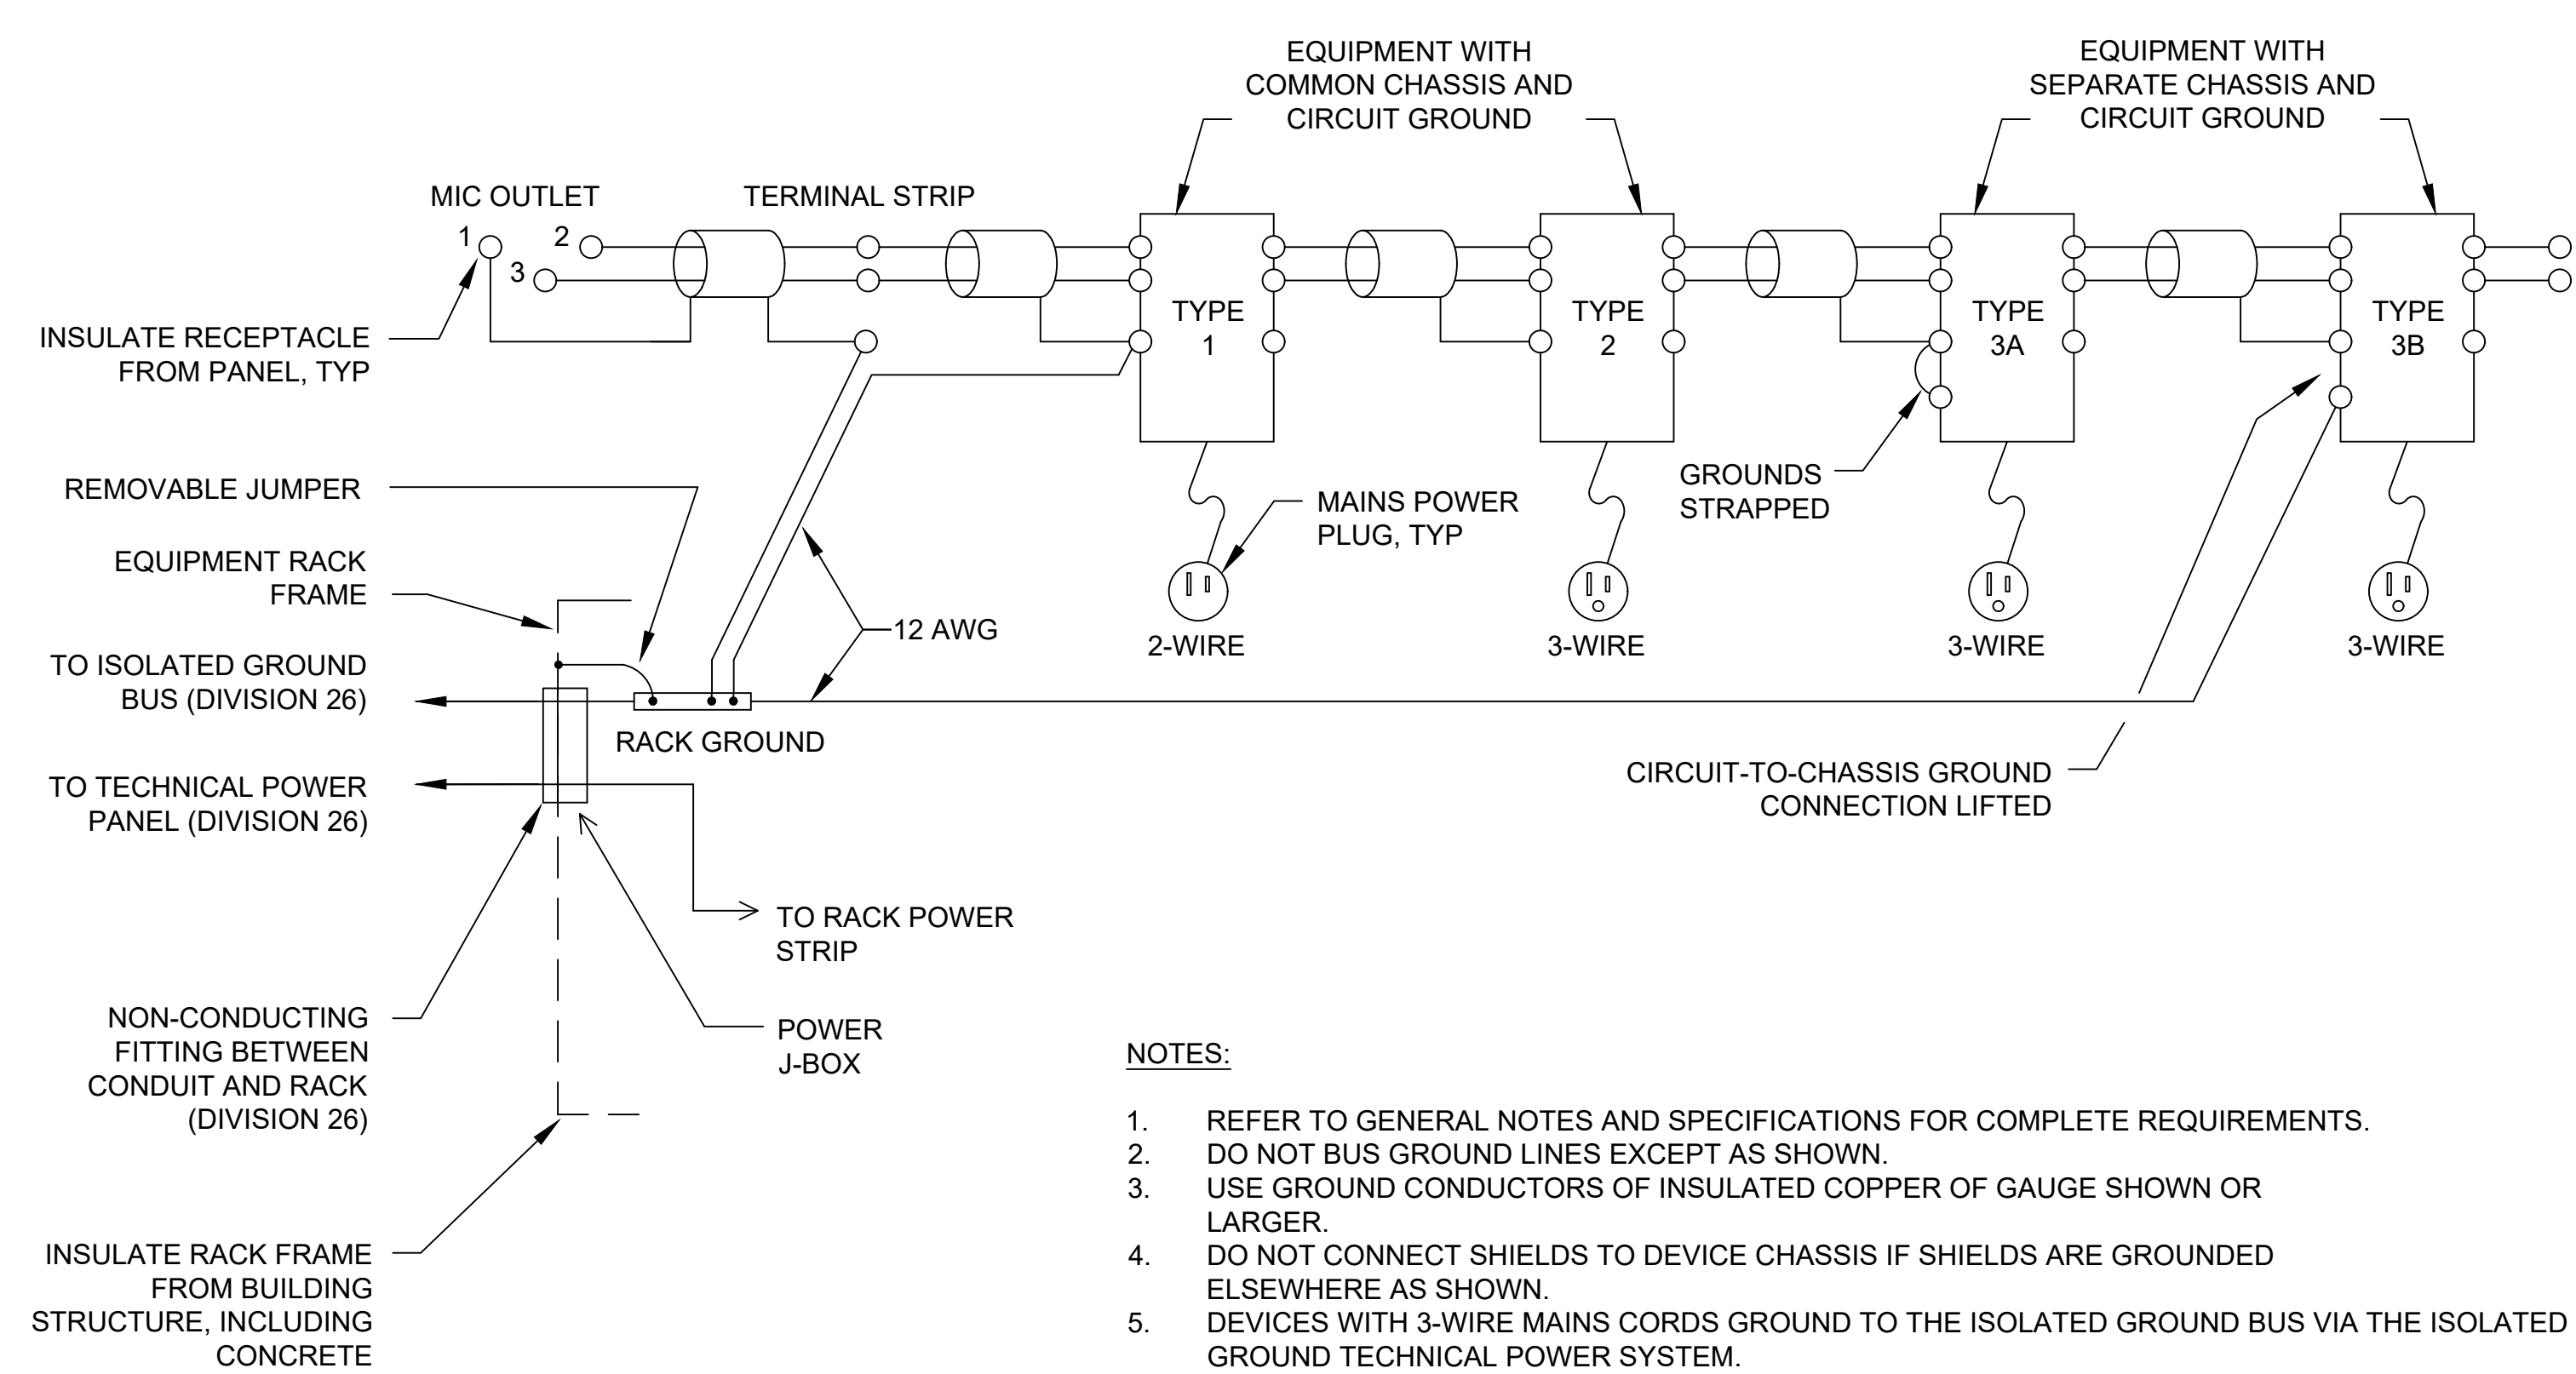 EQUIPMENT WITH
COMMON CHASSIS AND
CIRCUIT GROUND
EQUIPMENT WITH
SEPARATE CHASSIS AND
CIRCUIT GROUND
MIC OUTLET
TERMINAL STRIP
1
2
3
TYPE
1
TYPE
2
TYPE
3A
TYPE
3B
INSULATE RECEPTACLE
FROM PANEL, TYP
REMOVABLE JUMPER
GROUNDS
STRAPPED
MAINS POWER
PLUG, TYP
EQUIPMENT RACK
FRAME
12 AWG
2-WIRE
3-WIRE
3-WIRE
3-WIRE
TO ISOLATED GROUND
BUS (DIVISION 26)
RACK GROUND
TO TECHNICAL POWER
PANEL (DIVISION 26)
CIRCUIT-TO-CHASSIS GROUND
CONNECTION LIFTED
TO RACK POWER
STRIP
NON-CONDUCTING
FITTING BETWEEN
CONDUIT AND RACK
(DIVISION 26)
POWER
J-BOX
INSULATE RACK FRAME
FROM BUILDING
STRUCTURE, INCLUDING
CONCRETE
NOTES:
1. REFER TO GENERAL NOTES AND SPECIFICATIONS FOR COMPLETE REQUIREMENTS.
2. DO NOT BUS GROUND LINES EXCEPT AS SHOWN.
3. USE GROUND CONDUCTORS OF INSULATED COPPER OF GAUGE SHOWN OR
LARGER.
4. DO NOT CONNECT SHIELDS TO DEVICE CHASSIS IF SHIELDS ARE GROUNDED
ELSEWHERE AS SHOWN.
5. DEVICES WITH 3-WIRE MAINS CORDS GROUND TO THE ISOLATED GROUND BUS VIA THE ISOLATED
GROUND TECHNICAL POWER SYSTEM.